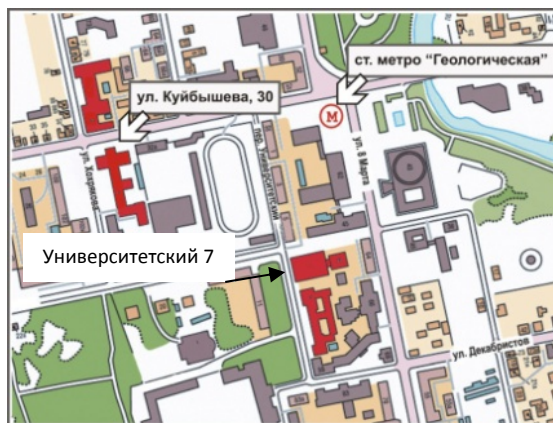 ст. метро “Геологическая”
ул. Куйбышева, 30
М
ул. Хохрякова
пер. Университетский
ул. 8 Марта
Университетский 7
ул. Декабристов